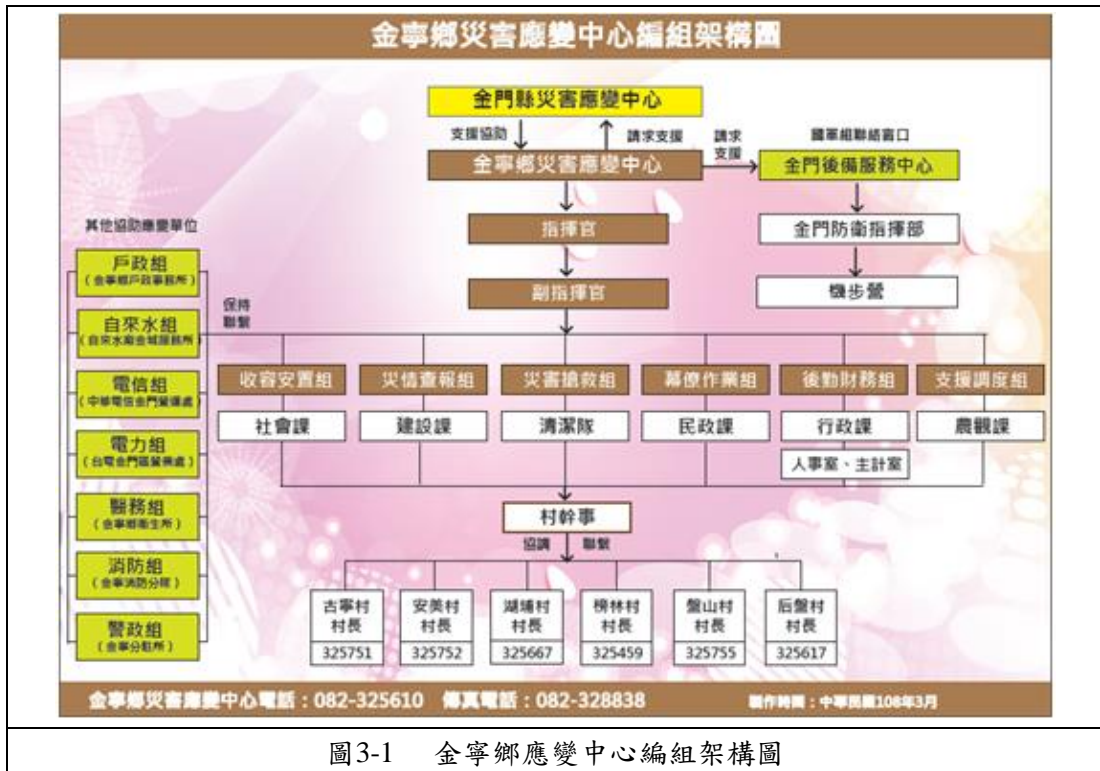 金寧鄉災害應變中心編組架構圖
金門縣災害應變中心
支援協助
請求支援
請求
支援
國軍組聯絡窗口
金寧鄉災害應變中心
金門後備服務中心
指揮官
金門防衛指揮部
副指揮官
機步營
其他協助應變單位
戶政組
(金寧鄉戶政事務所)
自來水組
(自來水廠金城服務所)
電信組
(中華電信金門營運處)
電力組
(台電金門區營業處)
醫務組
(金寧鄉衛生所)
消防組
(金寧消防分隊)
警政組
(金寧分駐所)
保持
聯繫
收容安置組
災情查報組
災害搶救組
幕僚作業組
後勤財務組
支援調度組
社會課
建設課
清潔隊
民政課
行政課
農觀課
人事室、主計室
村幹事
協調
聯繫
古寧村
村長
325751
安美村
村長
325752
湖埔村
村長
325667
榜林村
村長
325459
盤山村
村長
325755
后盤村
村長
325617
金寧鄉災害應變中心電話:082-325610 傳真電話:082-328838
製作時間:中華民國108年3月
圖3-1 金寧鄉應變中心編組架構圖